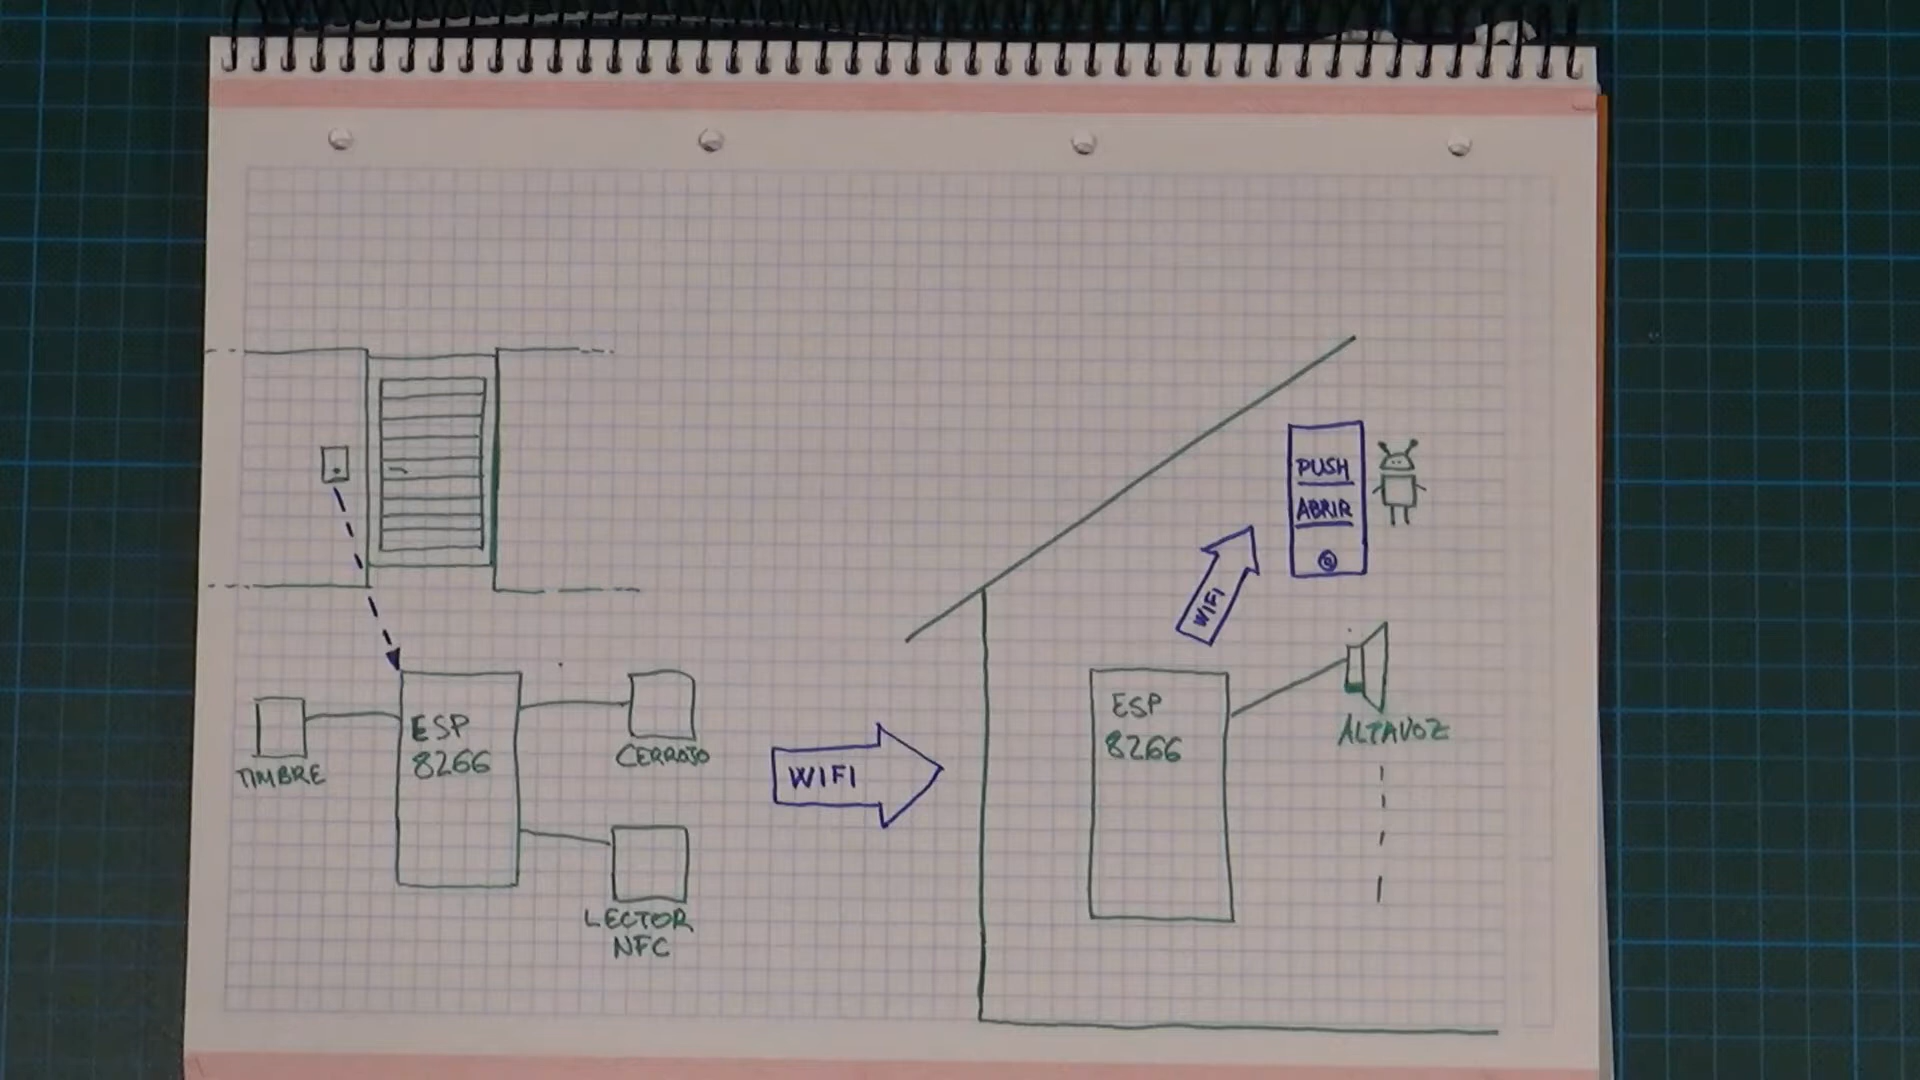 TIMBRE
ESP
8266
CERROJO
LECTOR
NFC
WIFI
ESP
8266
WIFI
PUSH
ABRIR
ALTAVOZ